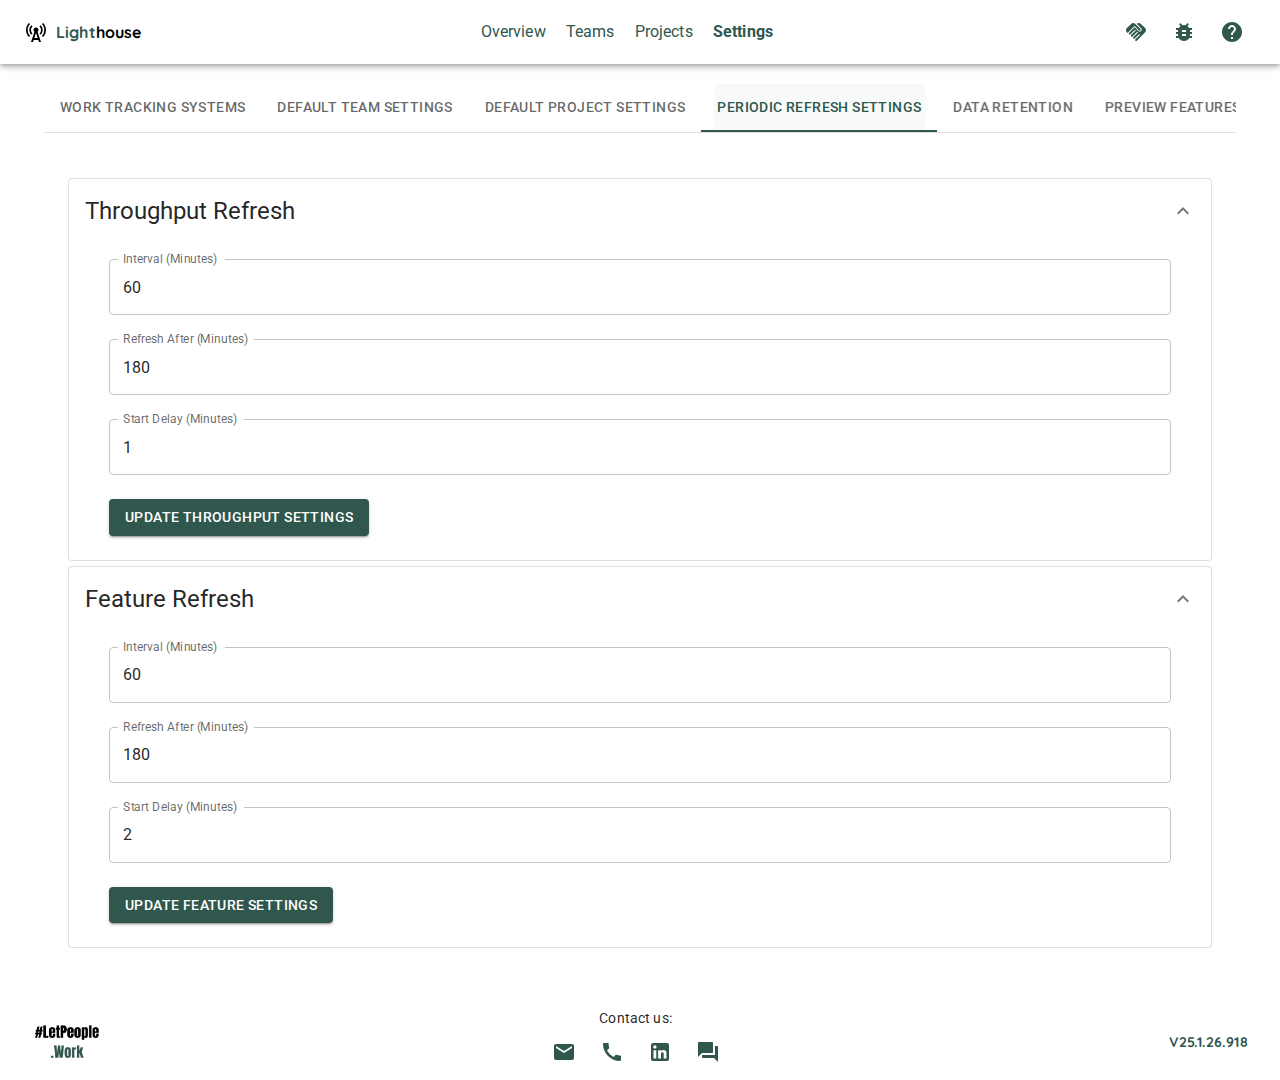 Lighthouse
Overview Teams Projects Settings
WORK TRACKING SYSTEMS DEFAULT TEAM SETTINGS DEFAULT PROJECT SETTINGS PERIODIC REFRESH SETTINGS DATA RETENTION PREVIEW FEATURES
Throughput Refresh
Interval (Minutes)
60
Refresh After (Minutes)
180
Start Delay (Minutes)
1
UPDATE THROUGHPUT SETTINGS
Feature Refresh
Interval (Minutes)
60
Refresh After (Minutes)
180
Start Delay (Minutes)
2
UPDATE FEATURE SETTINGS
Contact us:
#LetPeople
.Work
V25.1.26.918